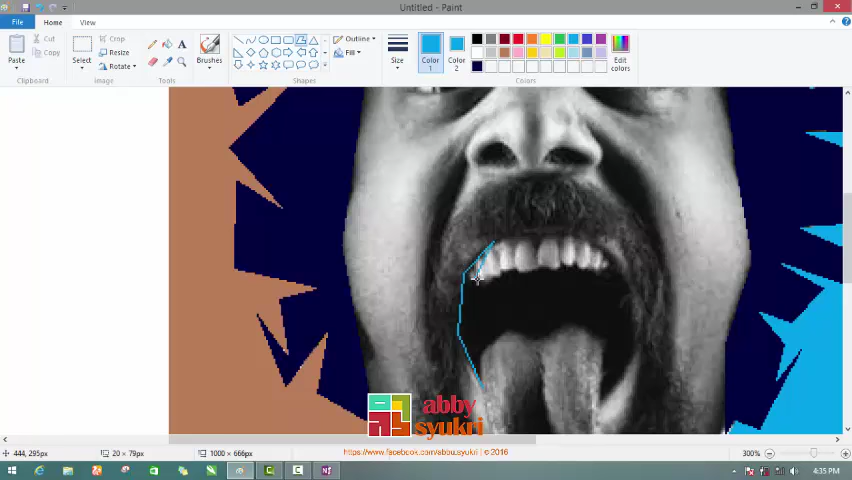 Untitled - Paint
File
Home
View
Paste
Cut
Copy
Clipboard
Select
Crop
Resize
Rotate
Image
Tools
Brushes
Shapes
Outline
Fill
Size
Color 1
Color 2
Edit colors
Colors
abby
syukri
https://www.facebook.com/abbu.syukri | © 2016
444, 295px
20 × 79px
1000 × 666px
300%
4:35 PM